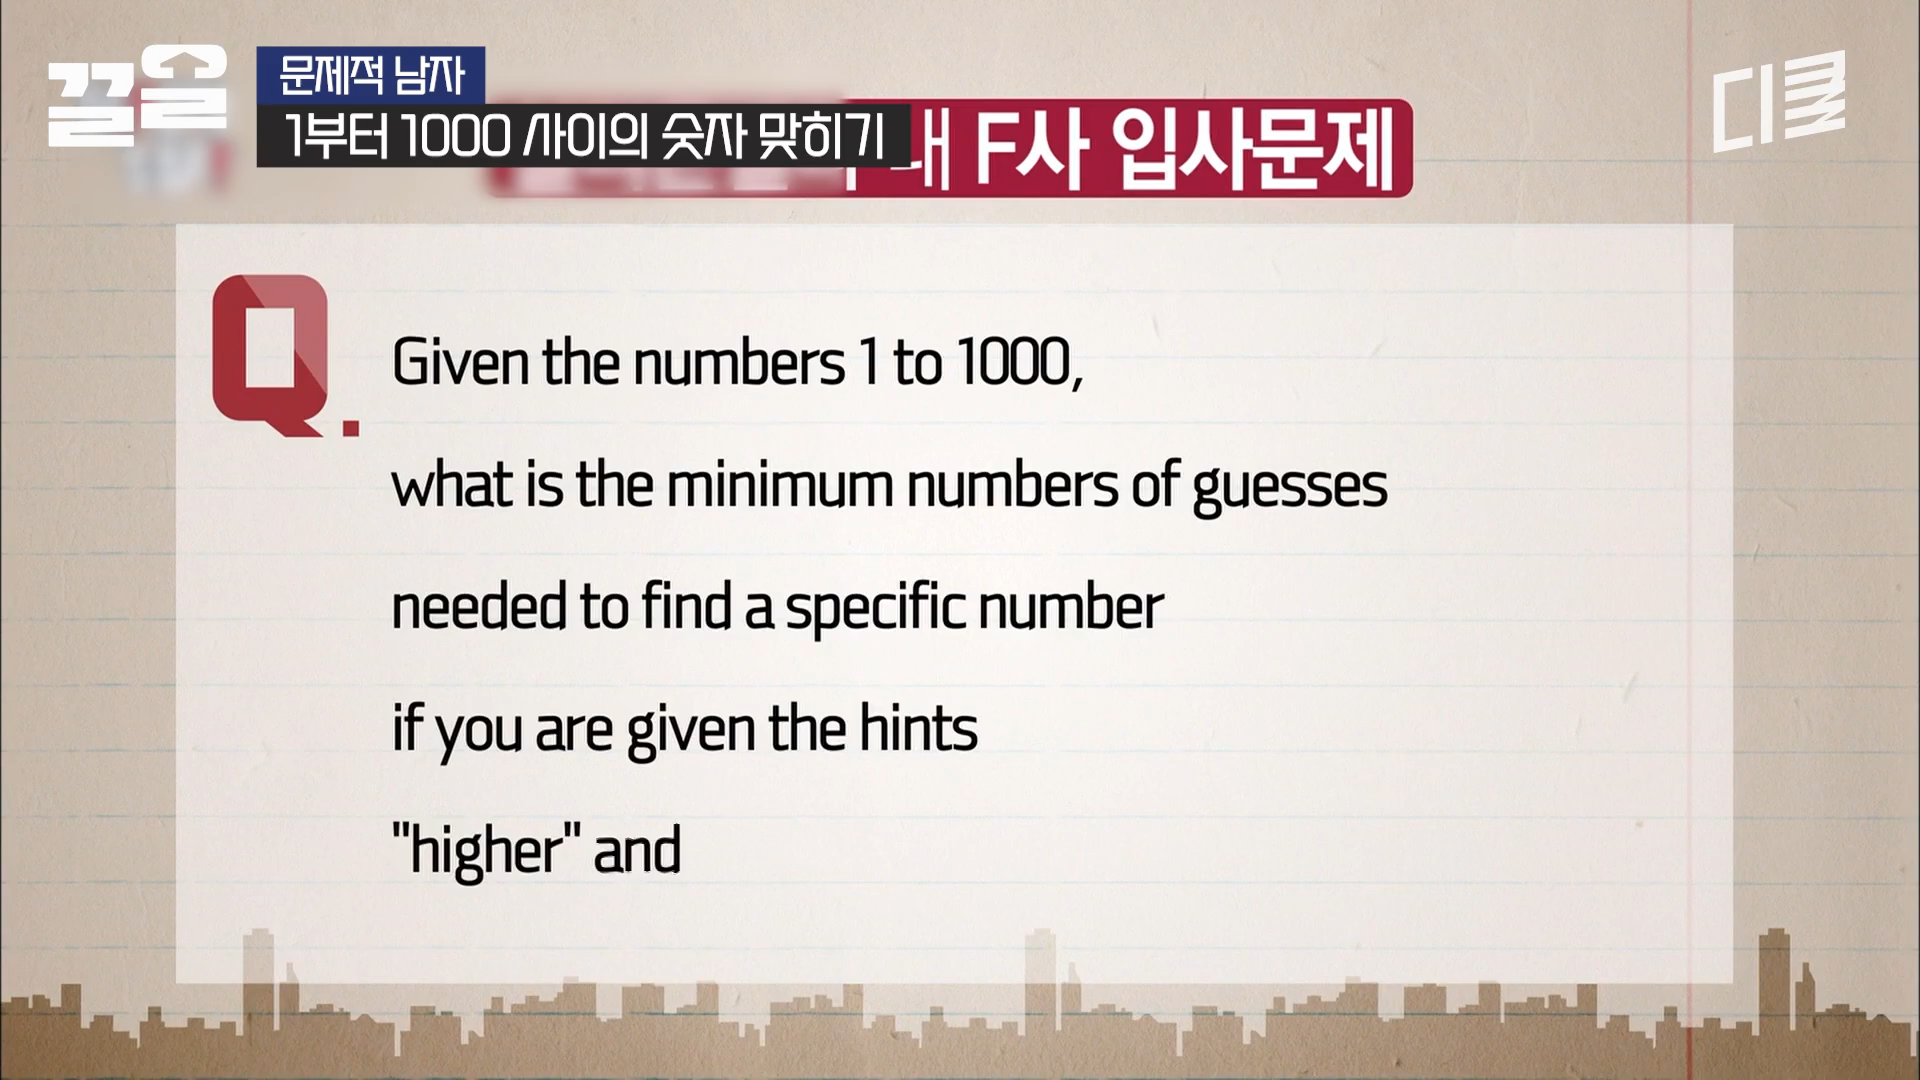 끌올
문제적 남자
1부터 1000 사이의 숫자 맞히기
F사 입사문제
디클
Q.
Given the numbers 1 to 1000,
what is the minimum numbers of guesses
needed to find a specific number
if you are given the hints
"higher" and